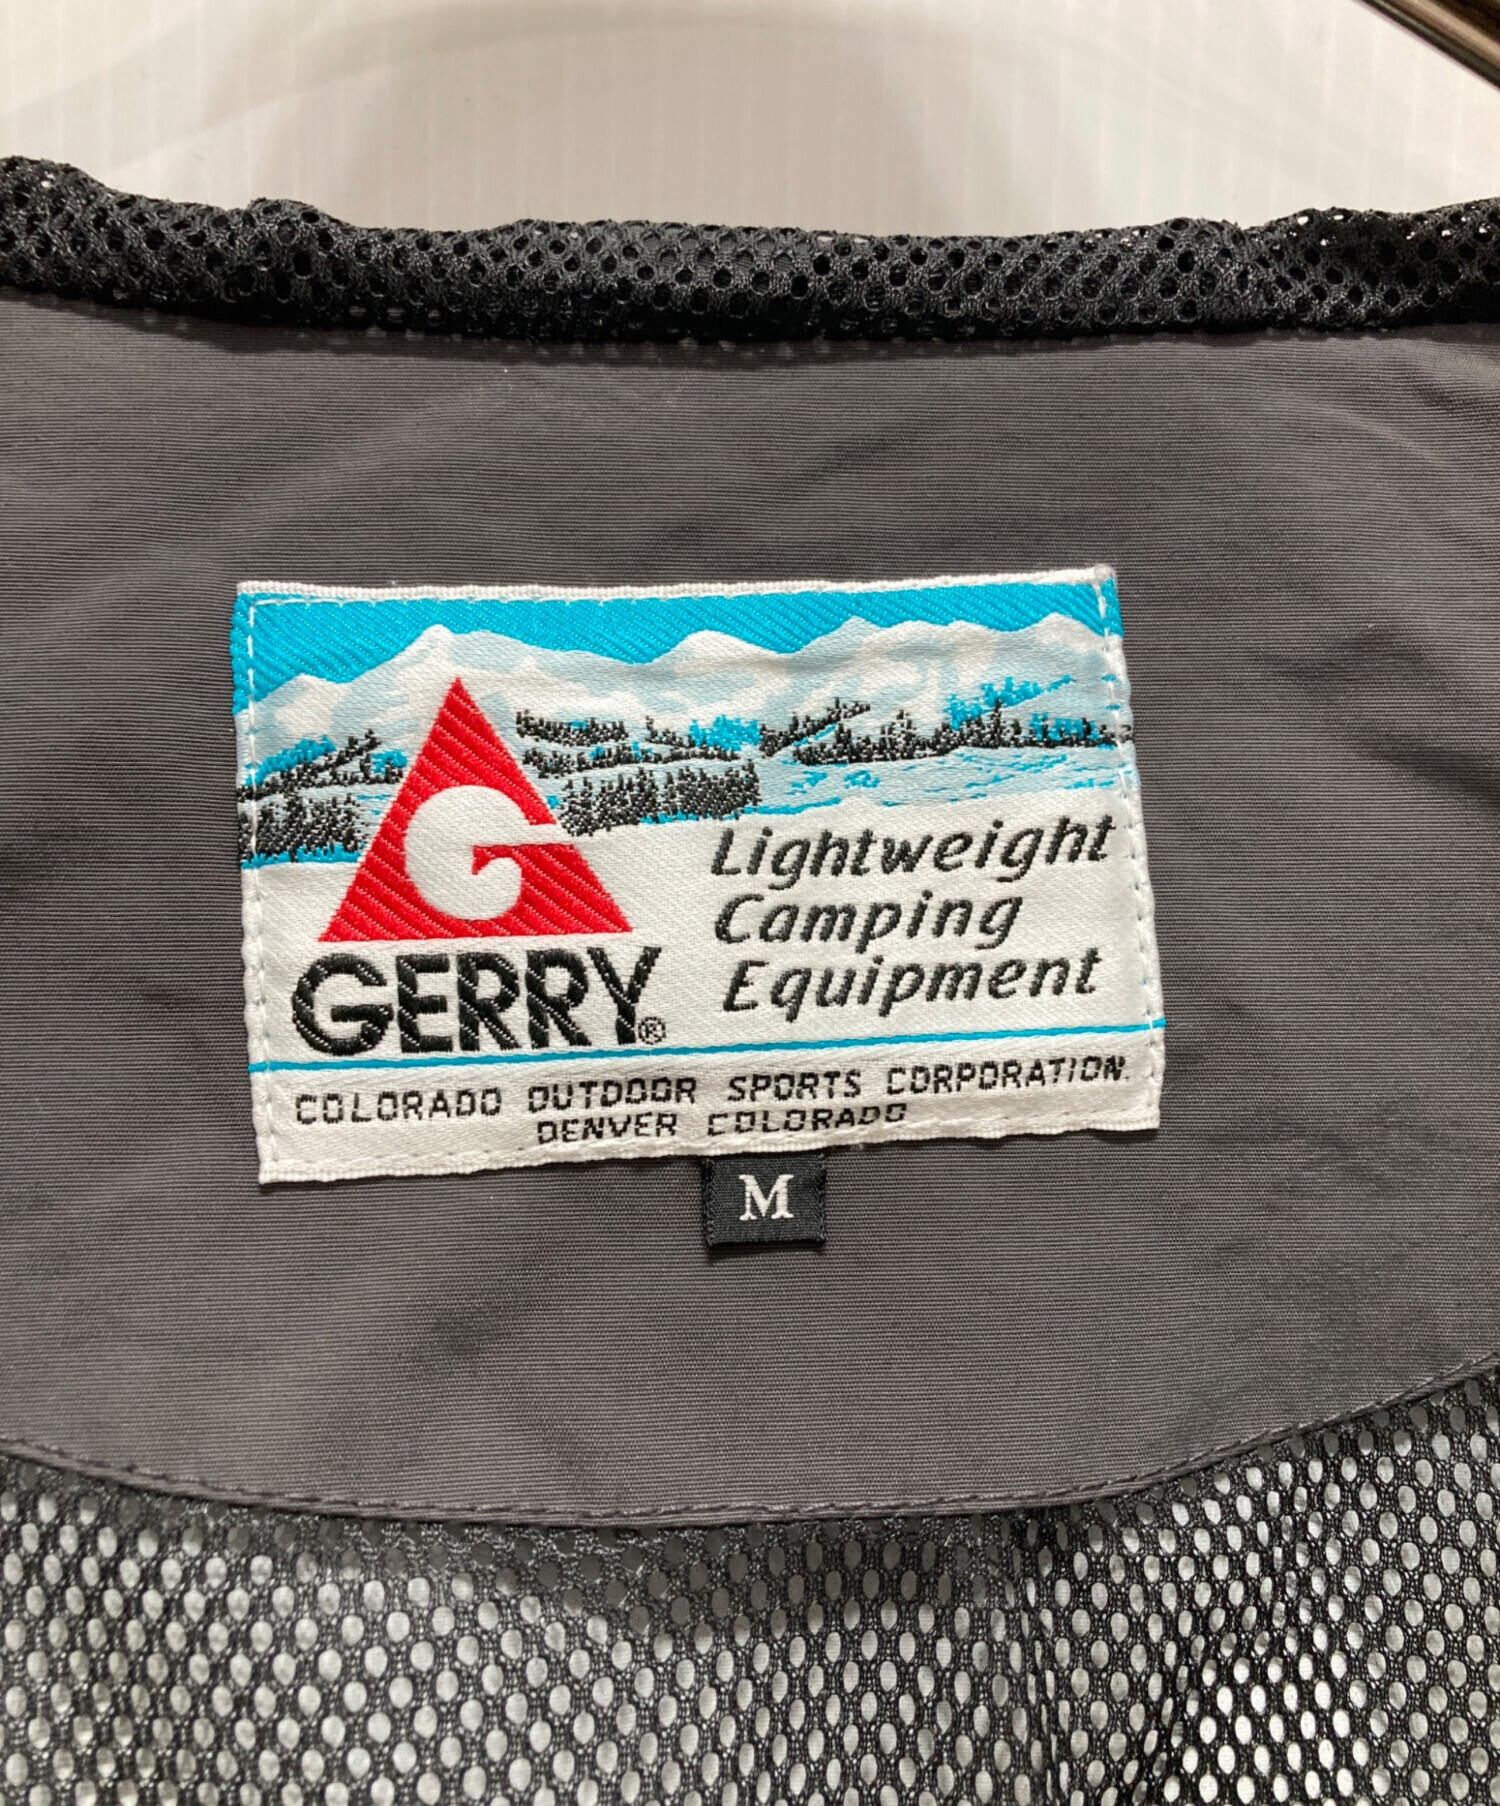 G
GERRY®
Lightweight
Camping
Equipment
COLORADO OUTDOOR SPORTS CORPORATION.
DENVER COLORADO
M